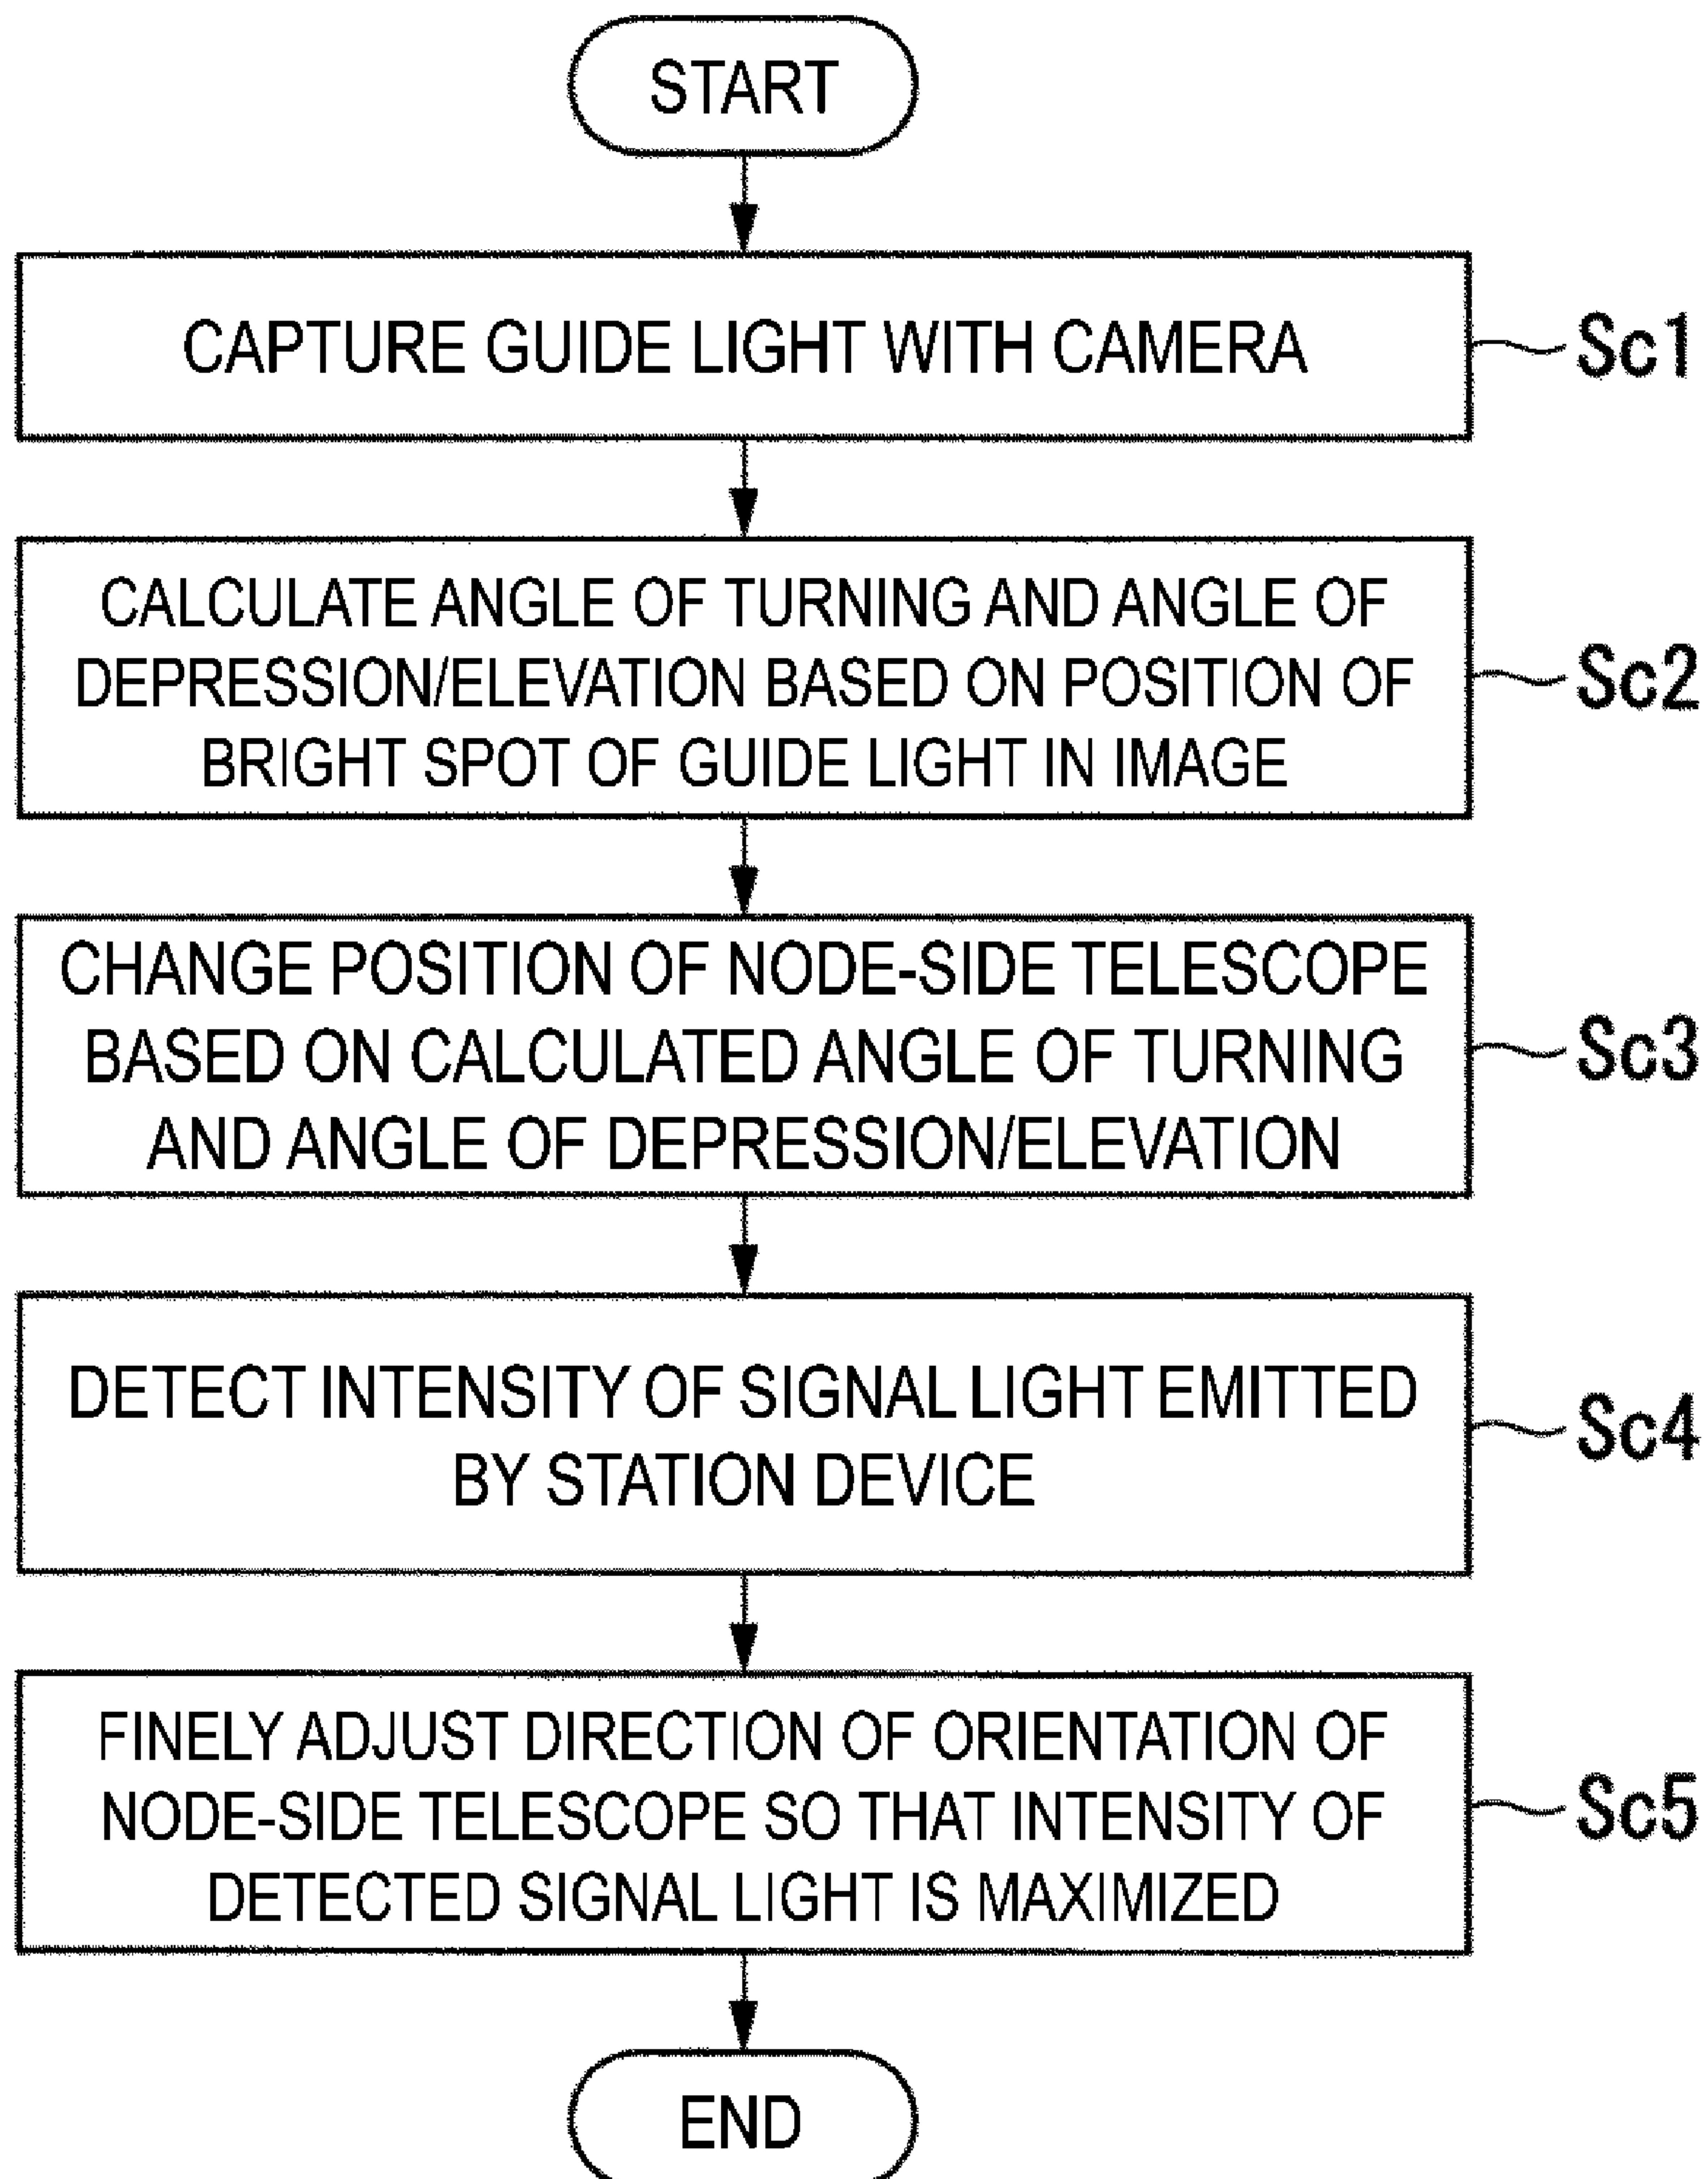 START
CAPTURE GUIDE LIGHT WITH CAMERA
Sc1
CALCULATE ANGLE OF TURNING AND ANGLE OF
DEPRESSION/ELEVATION BASED ON POSITION OF
BRIGHT SPOT OF GUIDE LIGHT IN IMAGE
Sc2
CHANGE POSITION OF NODE-SIDE TELESCOPE
BASED ON CALCULATED ANGLE OF TURNING
AND ANGLE OF DEPRESSION/ELEVATION
Sc3
DETECT INTENSITY OF SIGNAL LIGHT EMITTED
BY STATION DEVICE
Sc4
FINELY ADJUST DIRECTION OF ORIENTATION OF
NODE-SIDE TELESCOPE SO THAT INTENSITY OF
DETECTED SIGNAL LIGHT IS MAXIMIZED
Sc5
END